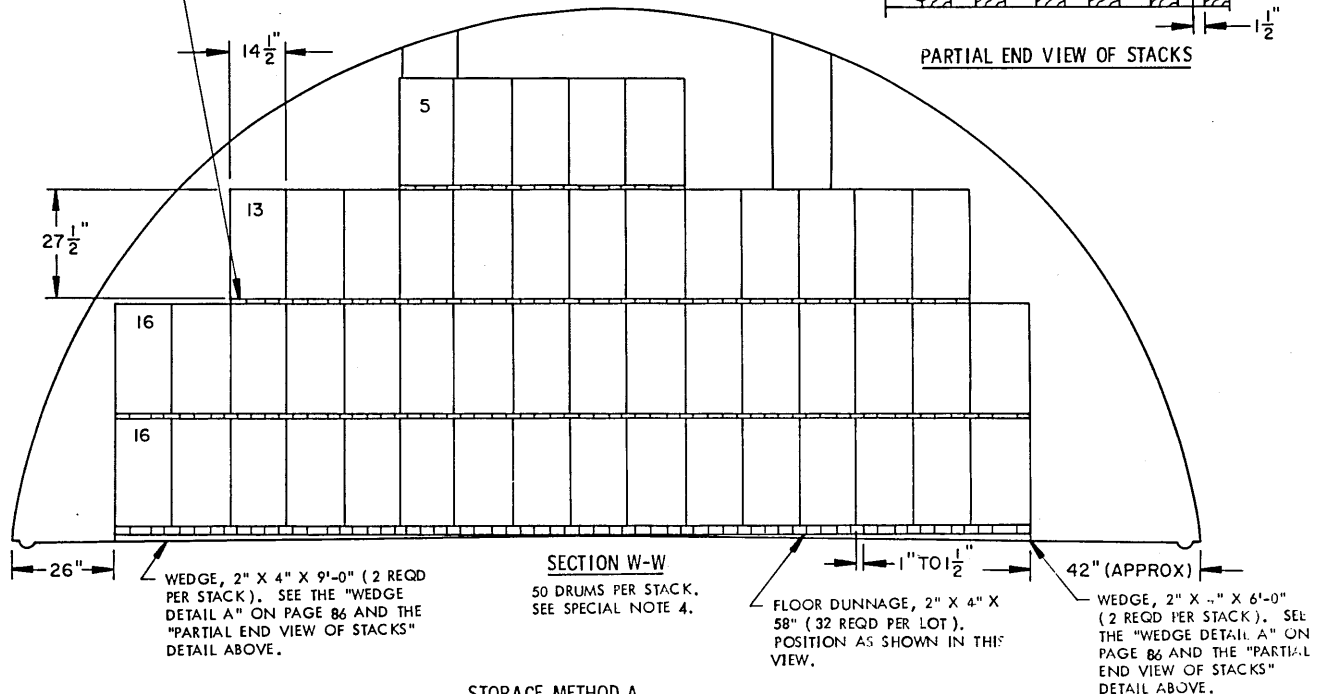 1 1/2"
PARTIAL END VIEW OF STACKS
14 1/2"
5
13
27 1/2"
16
16
26"
WEDGE, 2" X 4" X 9'-0" (2 REQD
PER STACK). SEE THE "WEDGE
DETAIL A" ON PAGE 86 AND THE
"PARTIAL END VIEW OF STACKS"
DETAIL ABOVE.
SECTION W-W
50 DRUMS PER STACK.
SEE SPECIAL NOTE 4.
1" TO 1 1/2"
FLOOR DUNNAGE, 2" X 4" X
58" (32 REQD PER LOT).
POSITION AS SHOWN IN THIS
VIEW.
42" (APPROX)
WEDGE, 2" X 4" X 6'-0"
(2 REQD PER STACK). SEE
THE "WEDGE DETAIL A" ON
PAGE 86 AND THE "PARTIAL
END VIEW OF STACKS"
DETAIL ABOVE.
STORAGE METHOD A